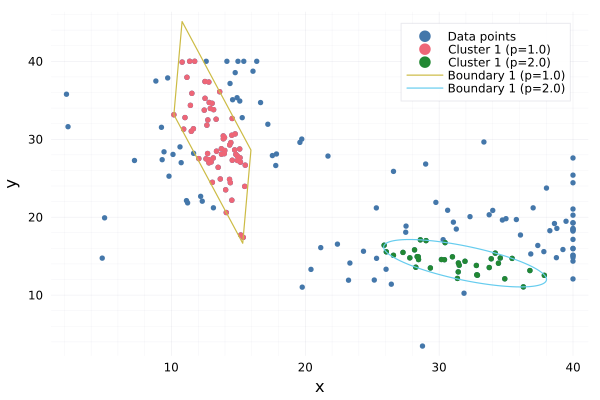 Data points
Cluster 1 (p=1.0)
Cluster 1 (p=2.0)
Boundary 1 (p=1.0)
Boundary 1 (p=2.0)
40
30
20
10
y
10 20 30 40
x